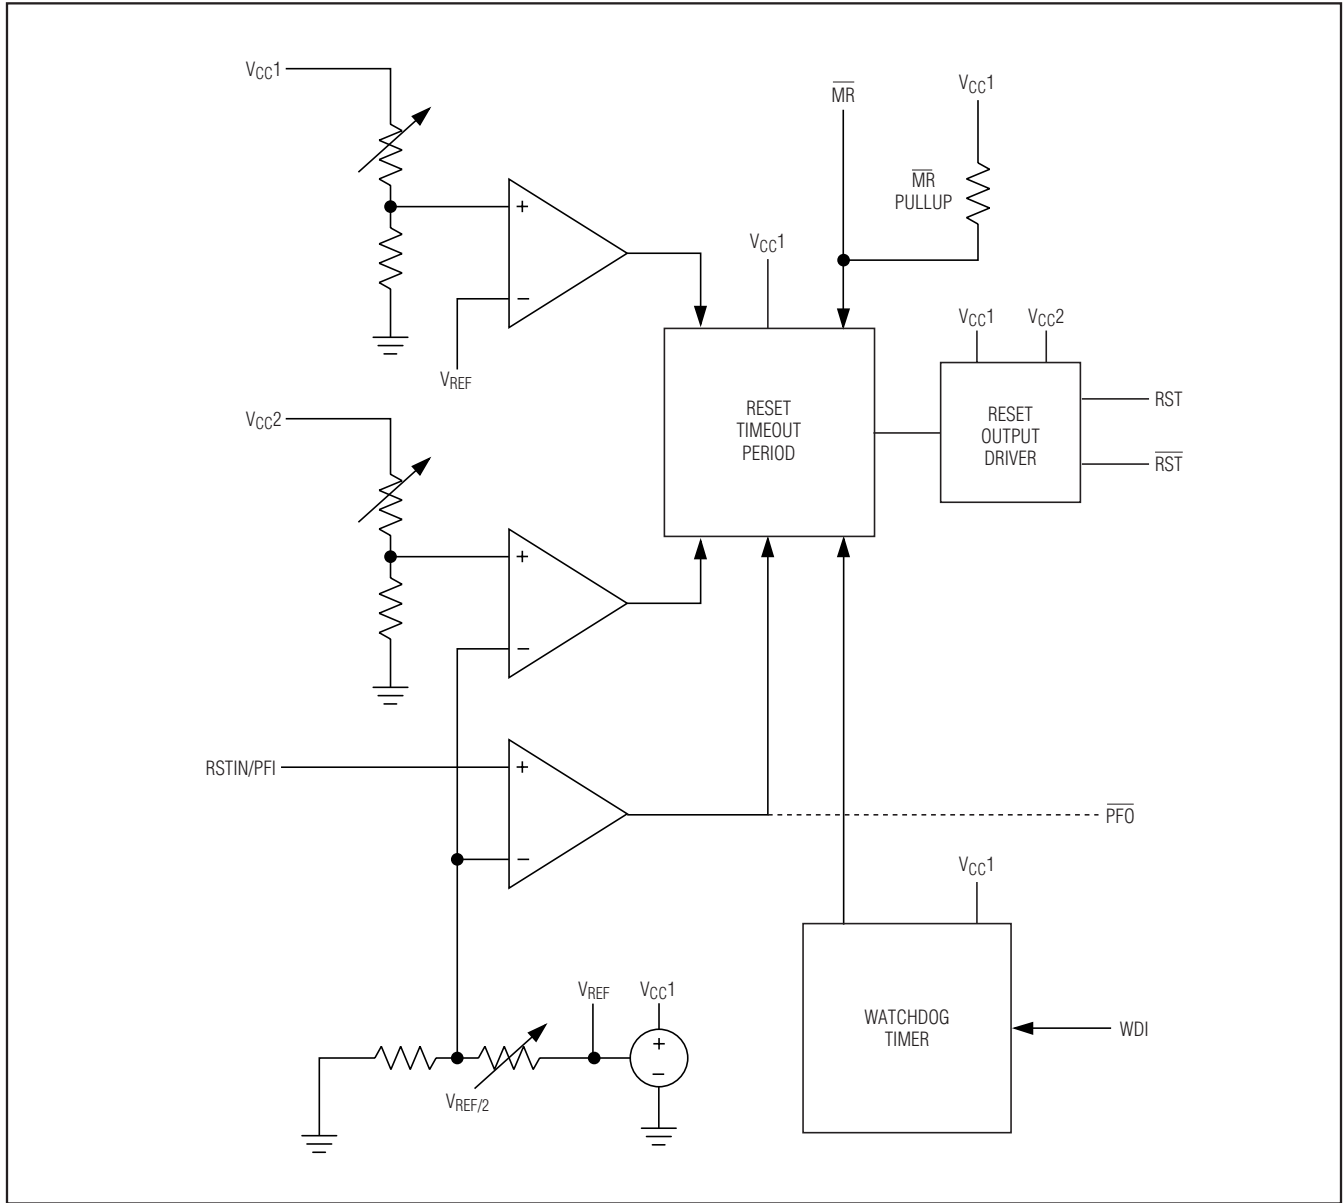 VCC1
MR
VCC1
MR
PULLUP
+
VCC1
−
VREF
VCC1
VCC2
RESET
TIMEOUT
PERIOD
RESET
OUTPUT
DRIVER
RST
RST
VCC2
+
−
RSTIN/PFI
+
PFO
−
VCC1
VREF
VCC1
WATCHDOG
TIMER
WDI
+
−
VREF/2